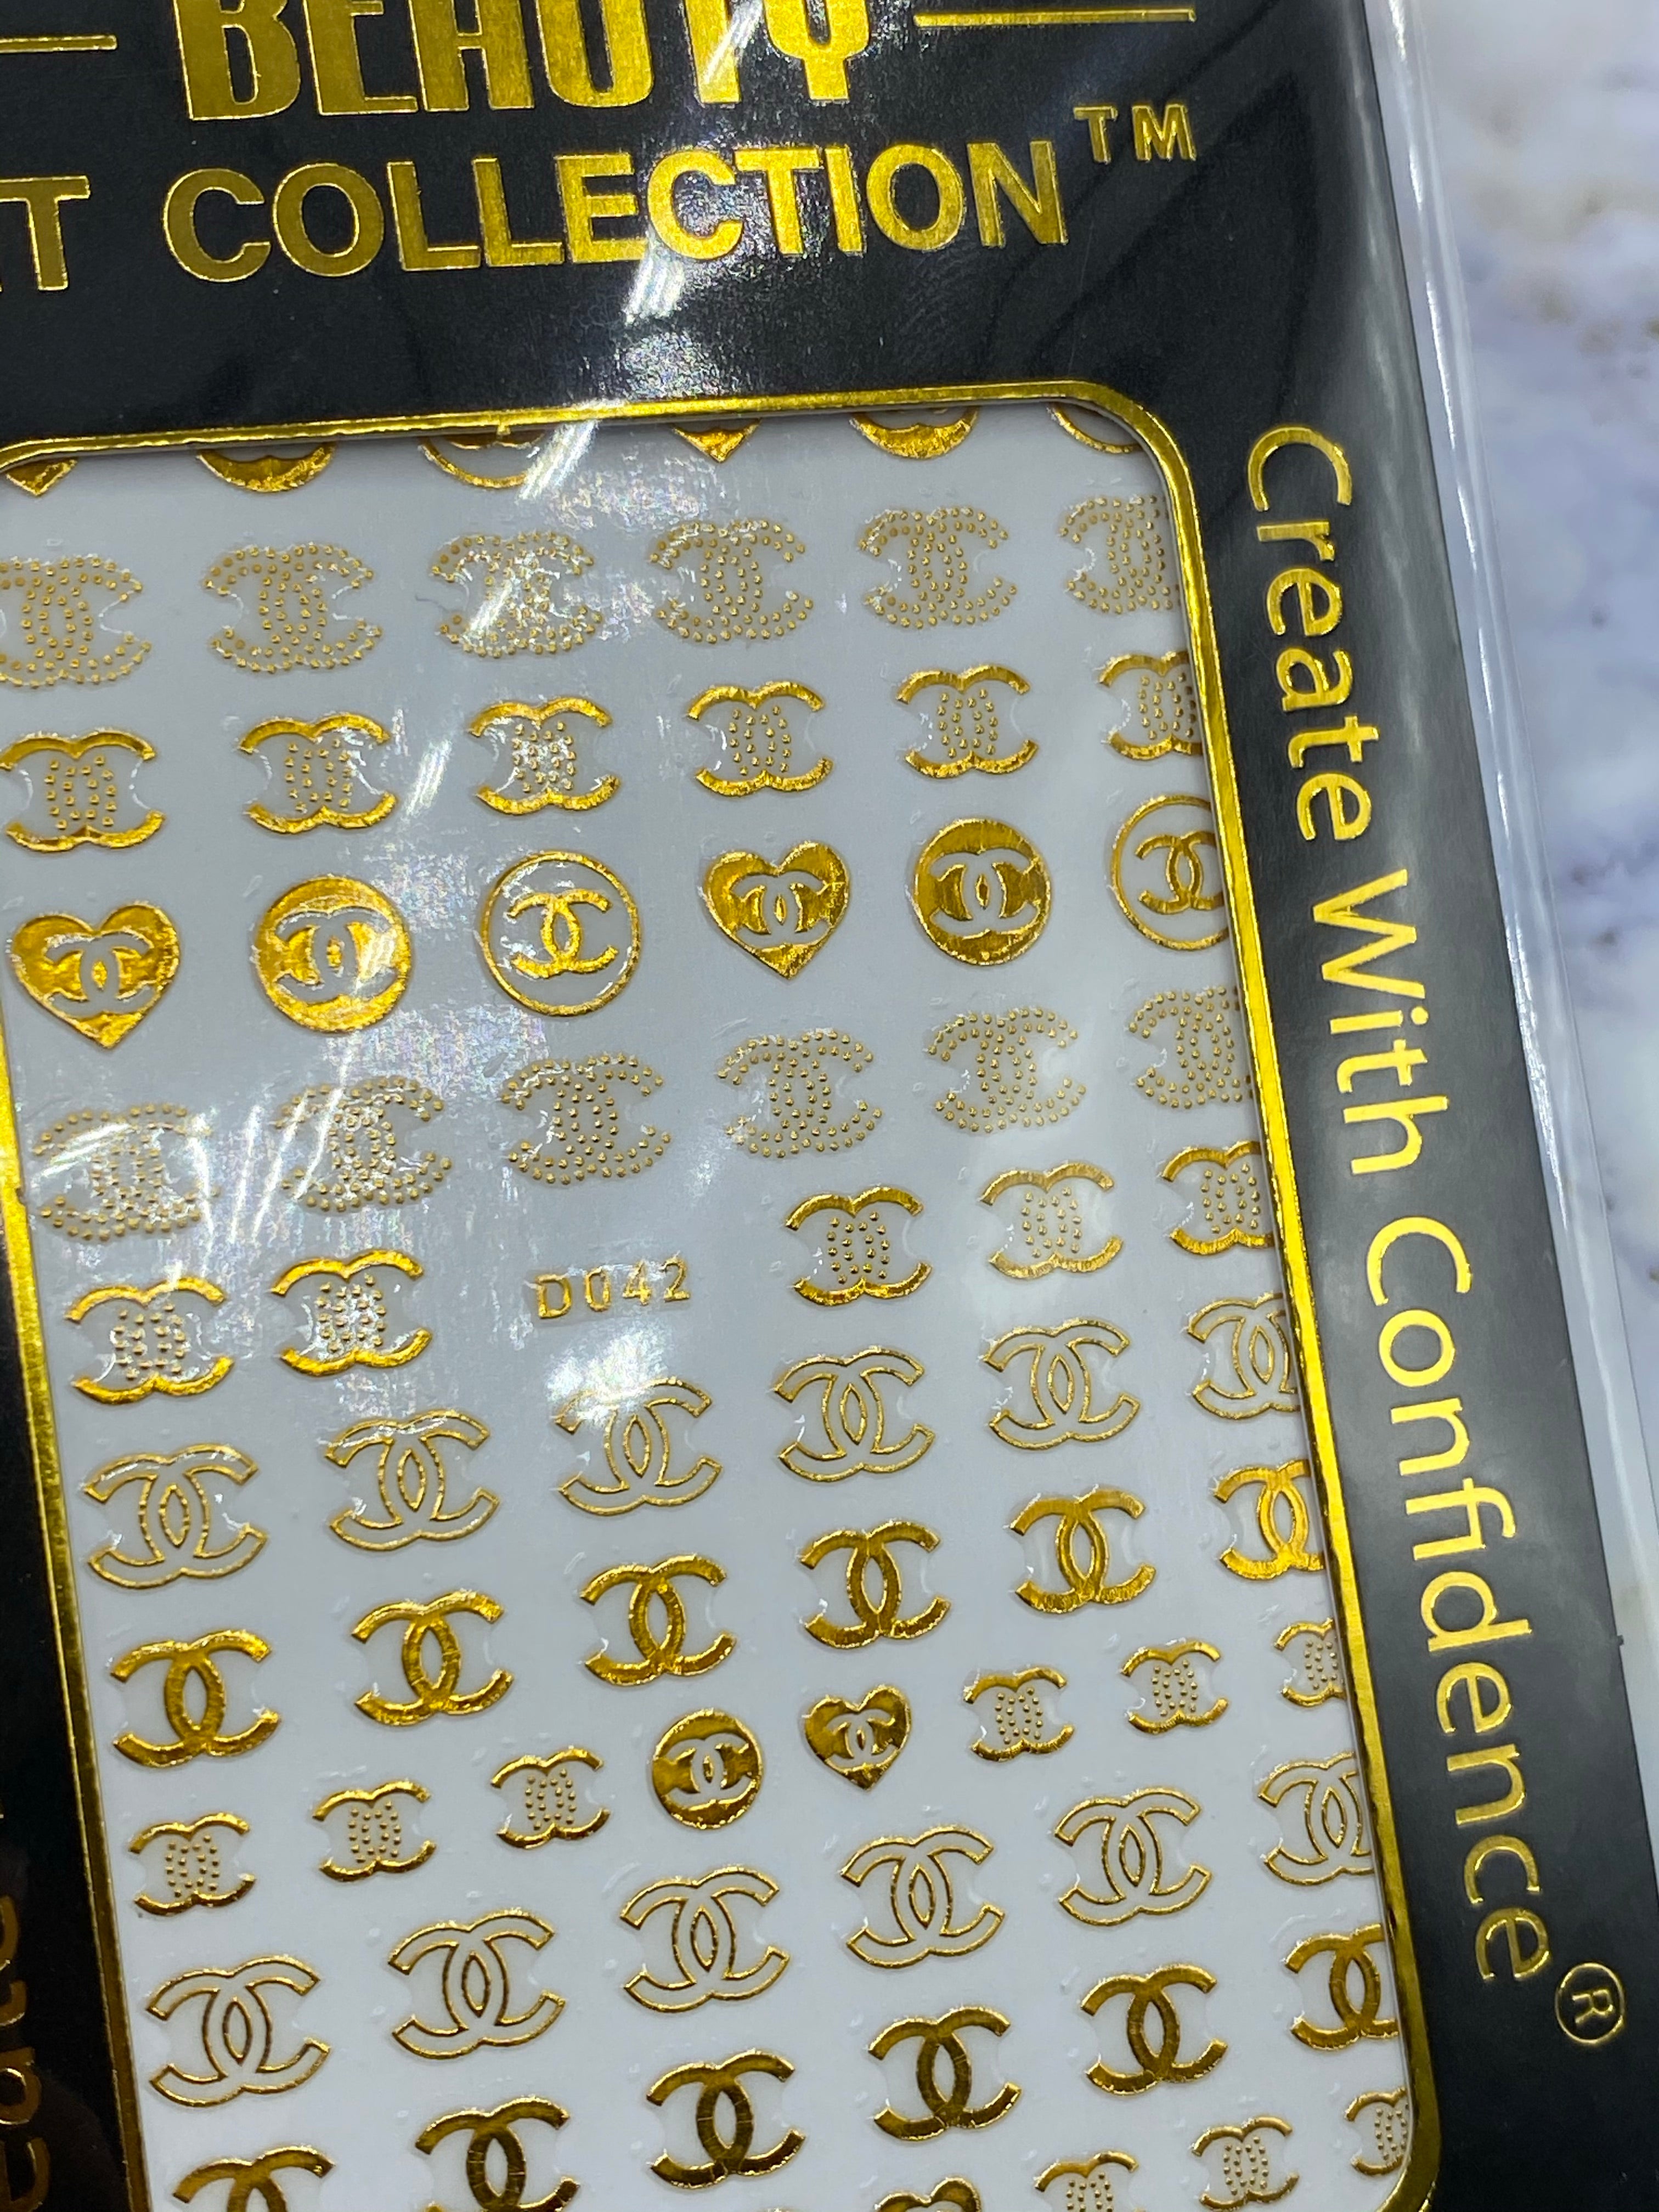 BEAUTY
COLLECTION™
Create With Confidence®
D042